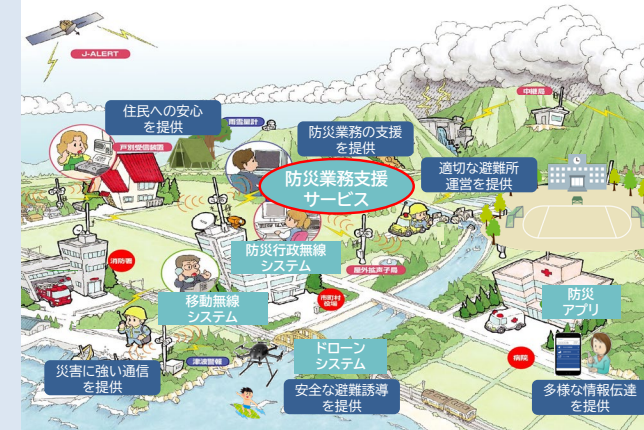 J-ALERT
中継局
住民への安心
を提供
雨雪量計
防災業務の支援
を提供
戸別受信装置
適切な避難所
運営を提供
防災業務支援
サービス
消防署
防災行政無線
システム
屋外拡声子局
移動無線
システム
市町村
役場
防災
アプリ
津波警報
ドローン
システム
病院
災害に強い通信
を提供
安全な避難誘導
を提供
多様な情報伝達
を提供